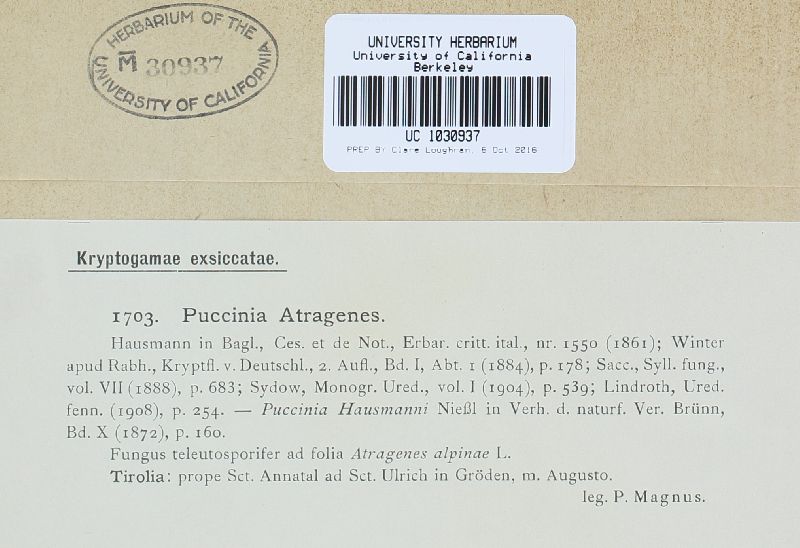 HERBARIUM OF THE
M̅ 30937
UNIVERSITY OF CALIFORNIA
UNIVERSITY HERBARIUM
University of California
Berkeley
UC 1030937
PREP BY Clare Loughran, 6 Oct 2016
Kryptogamae exsiccatae.
1703. Puccinia Atragenes.
Hausmann in Bagl., Ces. et de Not., Erbar. critt. ital., nr. 1550 (1861); Winter
apud Rabh., Kryptfl. v. Deutschl., 2. Aufl., Bd. I, Abt. 1 (1884), p. 178; Sacc., Syll. fung.,
vol. VII (1888), p. 683; Sydow, Monogr. Ured., vol. I (1904), p. 539; Lindroth, Ured.
fenn. (1908), p. 254. — Puccinia Hausmanni Nießl in Verh. d. naturf. Ver. Brünn,
Bd. X (1872), p. 160.
Fungus teleutosporifer ad folia Atragenes alpinae L.
Tirolia: prope Sct. Annatal ad Sct. Ulrich in Gröden, m. Augusto.
leg. P. Magnus.